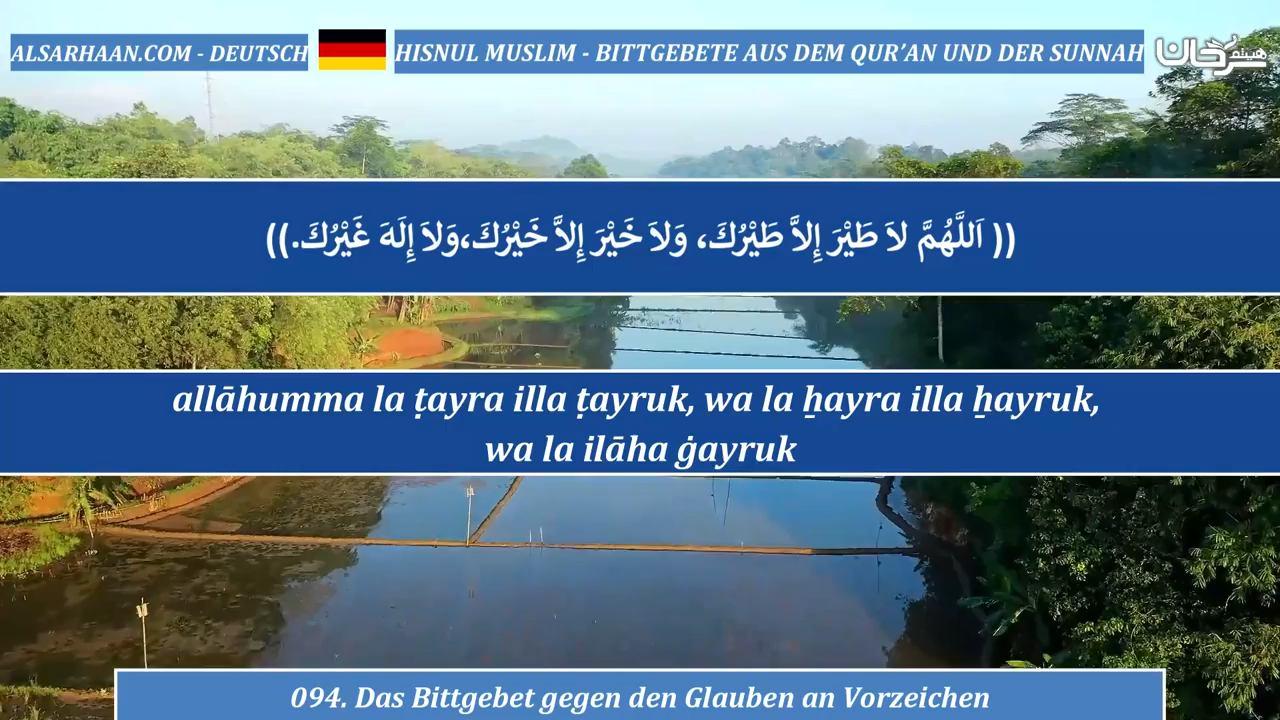 ALSARHAAN.COM - DEUTSCH
HISNUL MUSLIM - BITTGEBETE AUS DEM QUR’AN UND DER SUNNAH
(( اَللَّهُمَّ لاَ طَيْرَ إِلاَّ طَيْرُكَ، وَلاَ خَيْرَ إِلاَّ خَيْرُكَ،وَلاَ إِلَهَ غَيْرُكَ.))
allāhumma la ṭayra illa ṭayruk, wa la ẖayra illa ẖayruk,
wa la ilāha ġayruk
094. Das Bittgebet gegen den Glauben an Vorzeichen